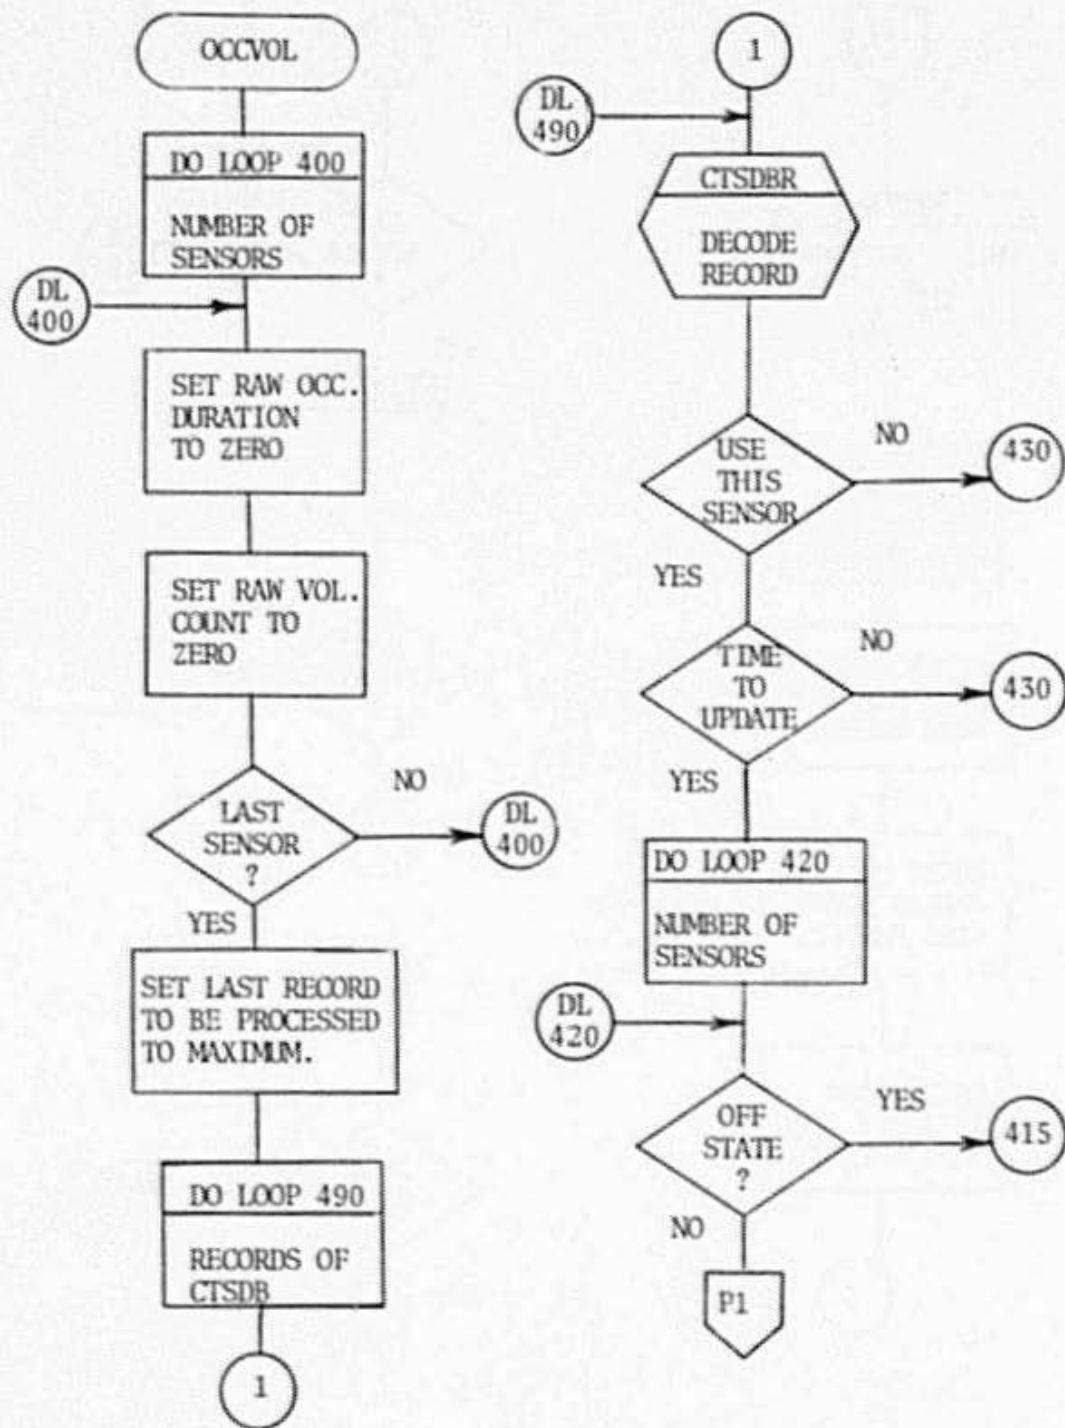 OCCVOL
DO LOOP 400
NUMBER OF
SENSORS
DL
400
SET RAW OCC.
DURATION
TO ZERO
SET RAW VOL.
COUNT TO
ZERO
LAST
SENSOR
?
NO
DL
400
YES
SET LAST RECORD
TO BE PROCESSED
TO MAXIMUM.
DO LOOP 490
RECORDS OF
CTSDB
1
1
DL
490
CTSDBR
DECODE
RECORD
USE
THIS
SENSOR
NO
430
YES
TIME
TO
UPDATE
NO
430
YES
DO LOOP 420
NUMBER OF
SENSORS
DL
420
OFF
STATE
?
YES
415
NO
P1